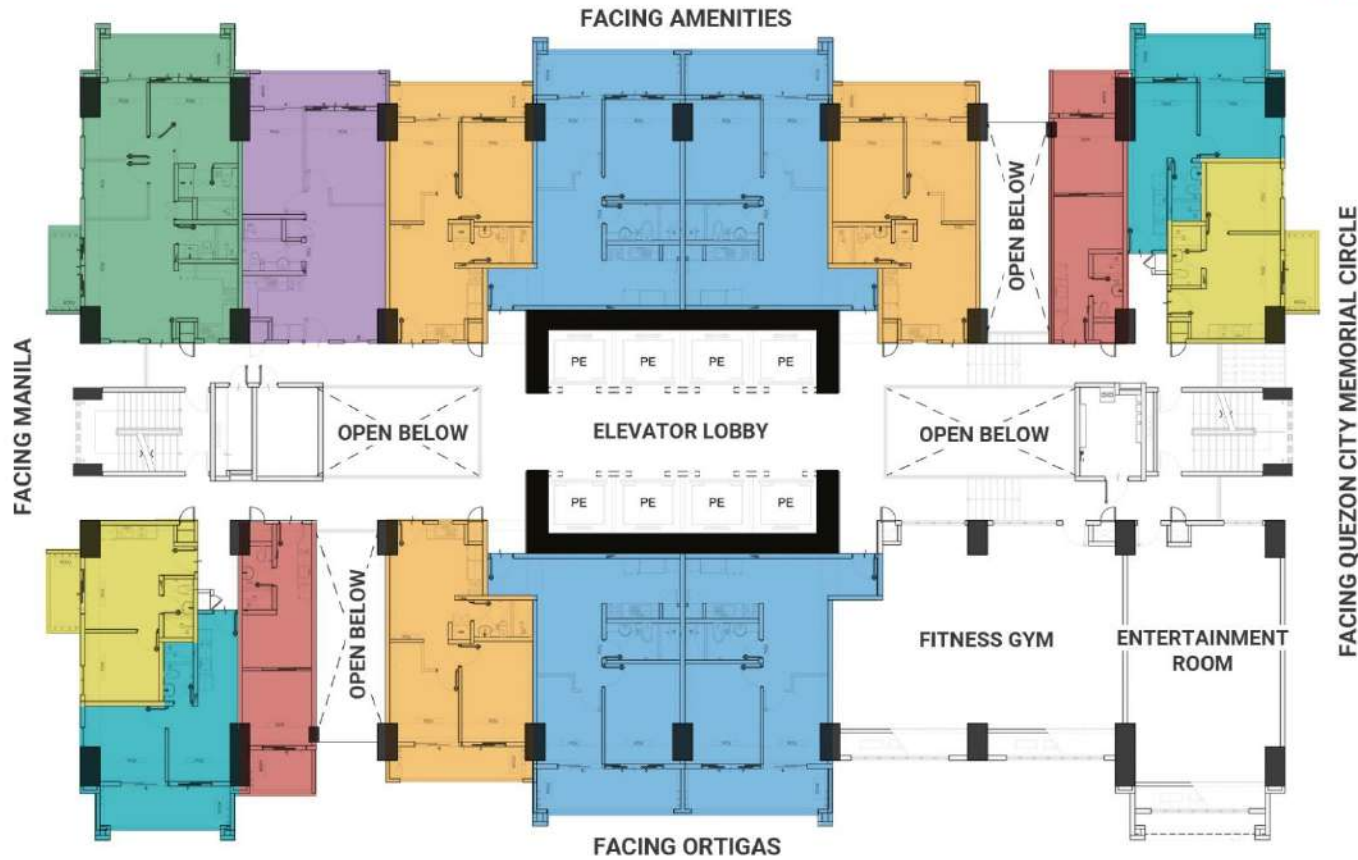 FACING AMENITIES
OPEN BELOW
FACING MANILA
FACING QUEZON CITY MEMORIAL CIRCLE
PE
PE
PE
PE
OPEN BELOW
ELEVATOR LOBBY
OPEN BELOW
PE
PE
PE
PE
OPEN BELOW
FITNESS GYM
ENTERTAINMENT
ROOM
FACING ORTIGAS